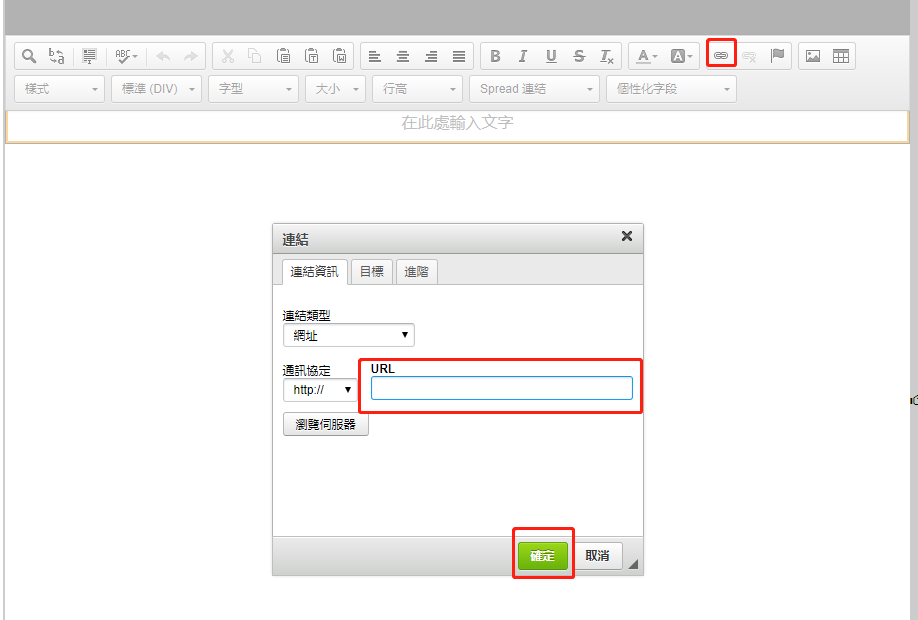 ABC
B I U S Tx A A
樣式 標準 (DIV) 字型 大小 行高 Spread 連結 個性化字段
在此處輸入文字
連結
連結資訊 目標 進階
連結類型
網址
通訊協定 URL
http://
瀏覽伺服器
確定 取消